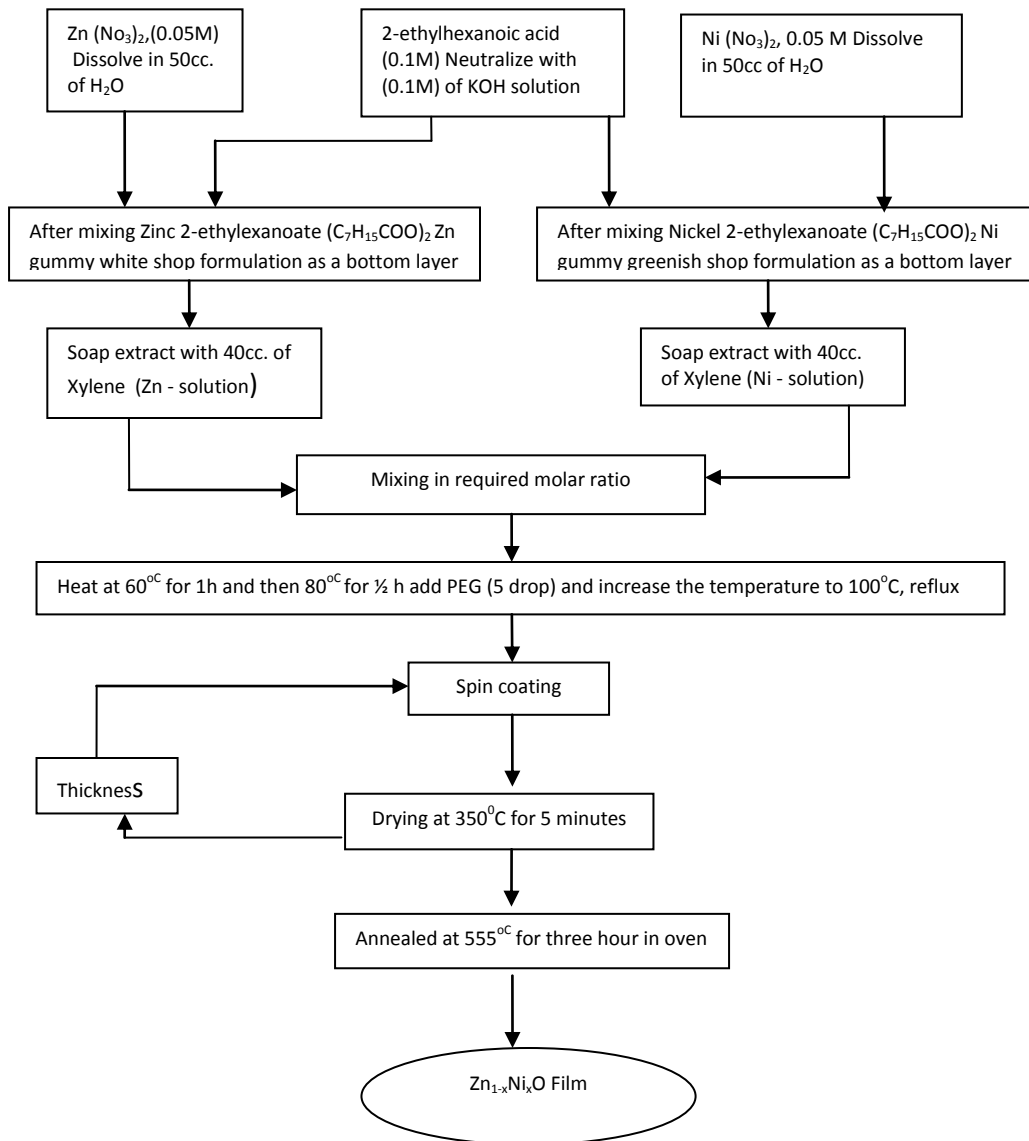 Zn (No₃)₂,(0.05M)
Dissolve in 50cc.
of H₂O
2-ethylhexanoic acid
(0.1M) Neutralize with
(0.1M) of KOH solution
Ni (No₃)₂, 0.05 M Dissolve
in 50cc of H₂O
After mixing Zinc 2-ethylexanoate (C₇H₁₅COO)₂ Zn
gummy white shop formulation as a bottom layer
After mixing Nickel 2-ethylexanoate (C₇H₁₅COO)₂ Ni
gummy greenish shop formulation as a bottom layer
Soap extract with 40cc. of
Xylene (Zn - solution)
Soap extract with 40cc.
of Xylene (Ni - solution)
Mixing in required molar ratio
Heat at 60°ᶜ for 1h and then 80°ᶜ for ½ h add PEG (5 drop) and increase the temperature to 100°C, reflux
Spin coating
ThicknesS
Drying at 350⁰C for 5 minutes
Annealed at 555°ᶜ for three hour in oven
Zn₁₋ₓNiₓO Film